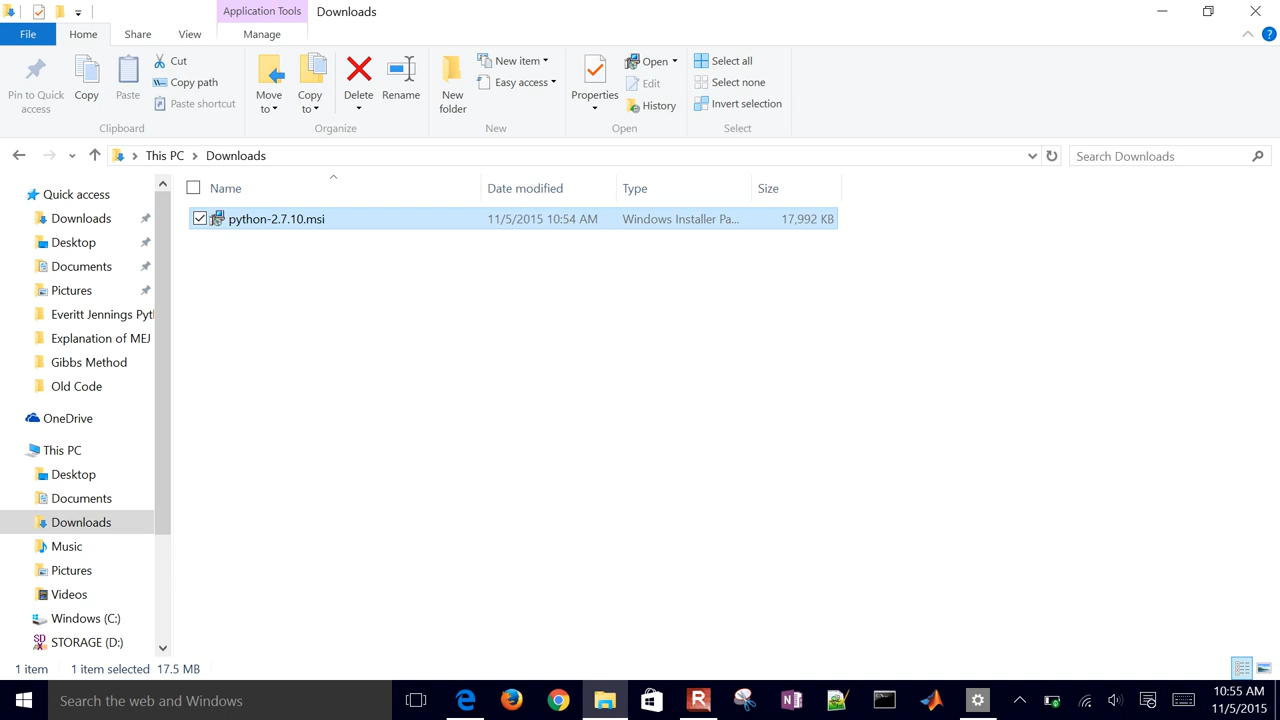 Application Tools
Downloads
File
Home
Share
View
Manage
Pin to Quick access
Copy
Paste
Cut
Copy path
Paste shortcut
Clipboard
Move to
Copy to
Delete
Rename
Organize
New folder
New item
Easy access
New
Properties
Open
Edit
History
Open
Select all
Select none
Invert selection
Select
This PC
Downloads
Search Downloads
Name
Date modified
Type
Size
python-2.7.10.msi
11/5/2015 10:54 AM
Windows Installer Pa...
17,992 KB
Quick access
Downloads
Desktop
Documents
Pictures
Everitt Jennings Pyt
Explanation of MEJ
Gibbs Method
Old Code
OneDrive
This PC
Desktop
Documents
Downloads
Music
Pictures
Videos
Windows (C:)
SD
STORAGE (D:)
1 item
1 item selected 17.5 MB
Search the web and Windows
10:55 AM
11/5/2015